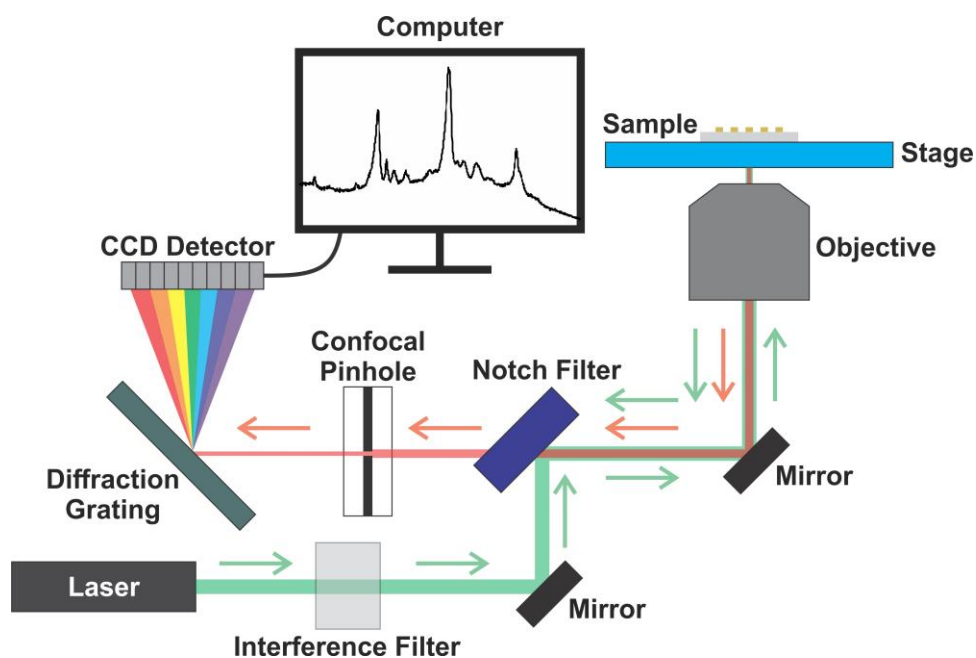 Computer
Sample
Stage
CCD Detector
Objective
Confocal
Pinhole
Notch Filter
Diffraction
Grating
Mirror
Laser
Mirror
Interference Filter